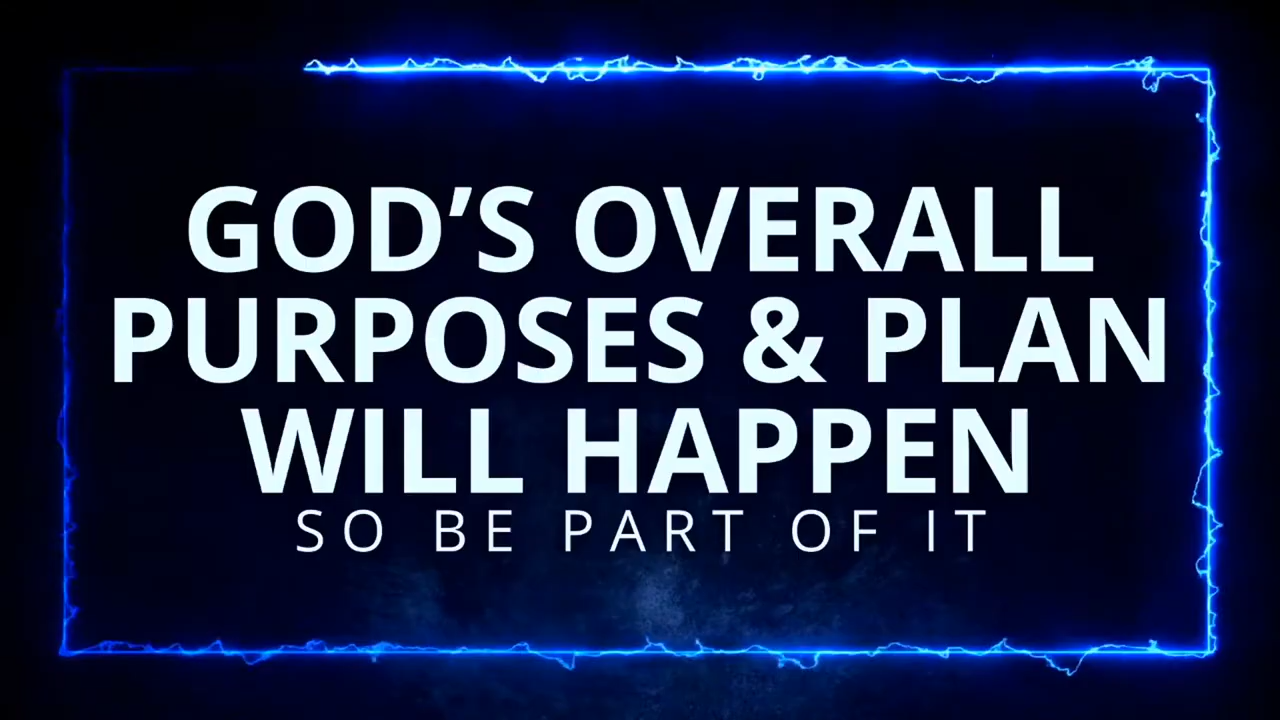 GOD’S OVERALL
PURPOSES & PLAN
WILL HAPPEN
SO BE PART OF IT